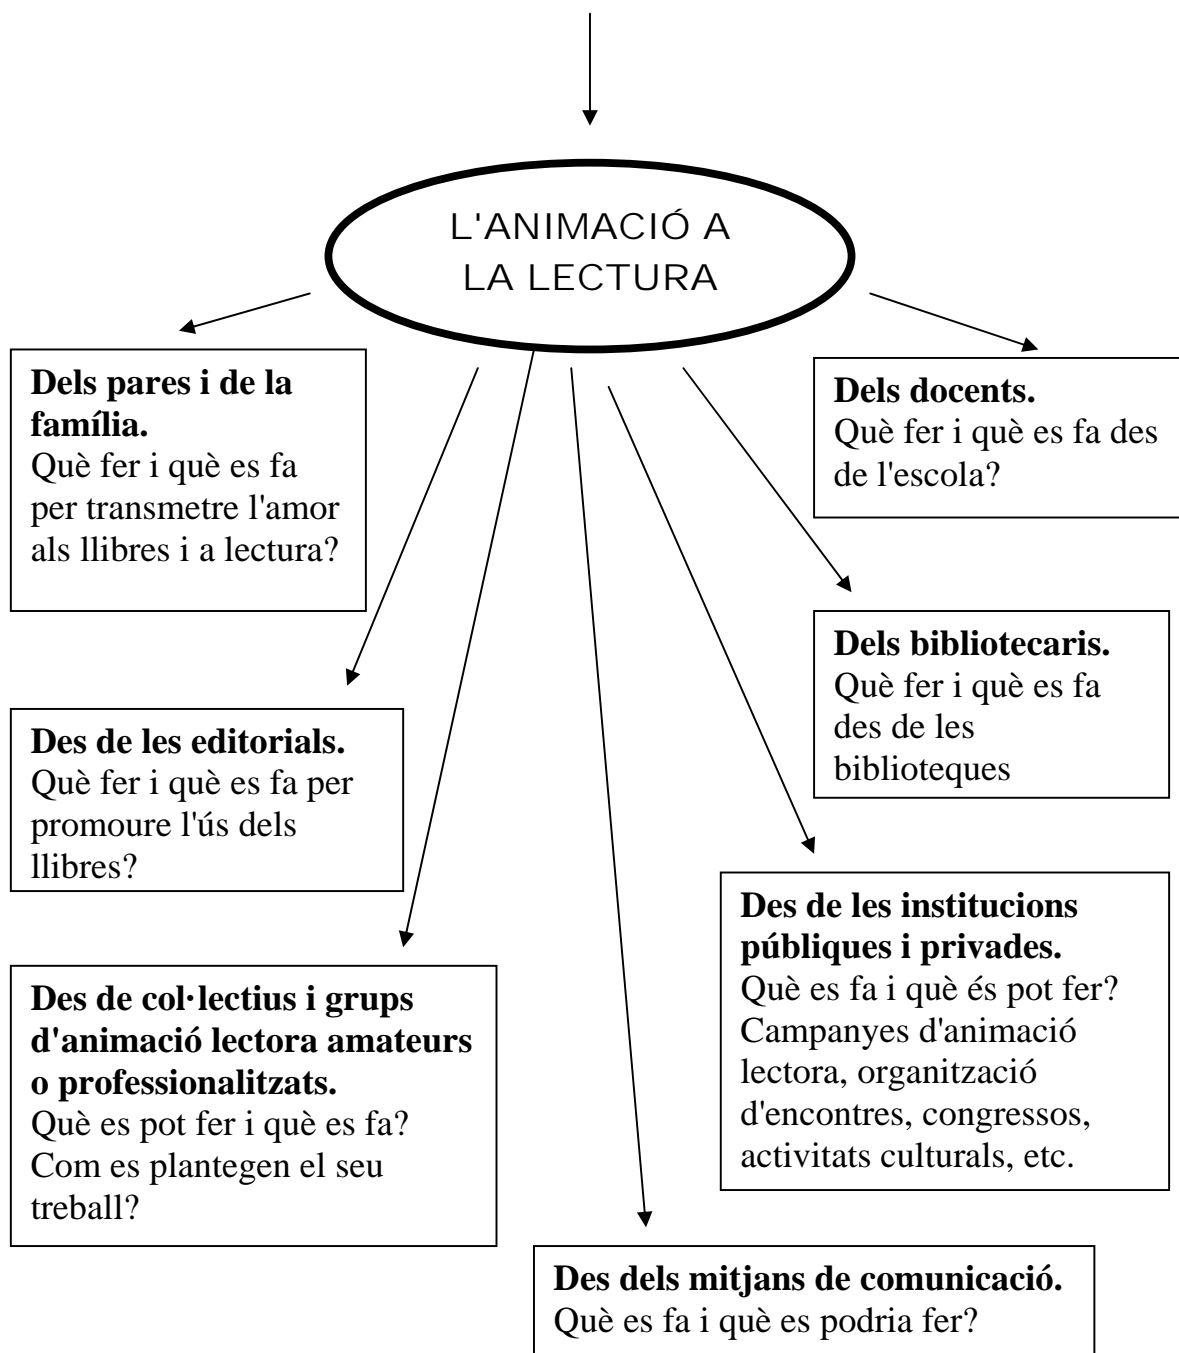 L'ANIMACIÓ A
LA LECTURA
Dels pares i de la
família.
Què fer i què es fa
per transmetre l'amor
als llibres i a lectura?
Dels docents.
Què fer i què es fa des
de l'escola?
Dels bibliotecaris.
Què fer i què es fa
des de les
biblioteques
Des de les editorials.
Què fer i què es fa per
promoure l'ús dels
llibres?
Des de les institucions
públiques i privades.
Què es fa i què és pot fer?
Campanyes d'animació
lectora, organització
d'encontres, congressos,
activitats culturals, etc.
Des de col·lectius i grups
d'animació lectora amateurs
o professionalitzats.
Què es pot fer i què es fa?
Com es plantegen el seu
treball?
Des dels mitjans de comunicació.
Què es fa i què es podria fer?